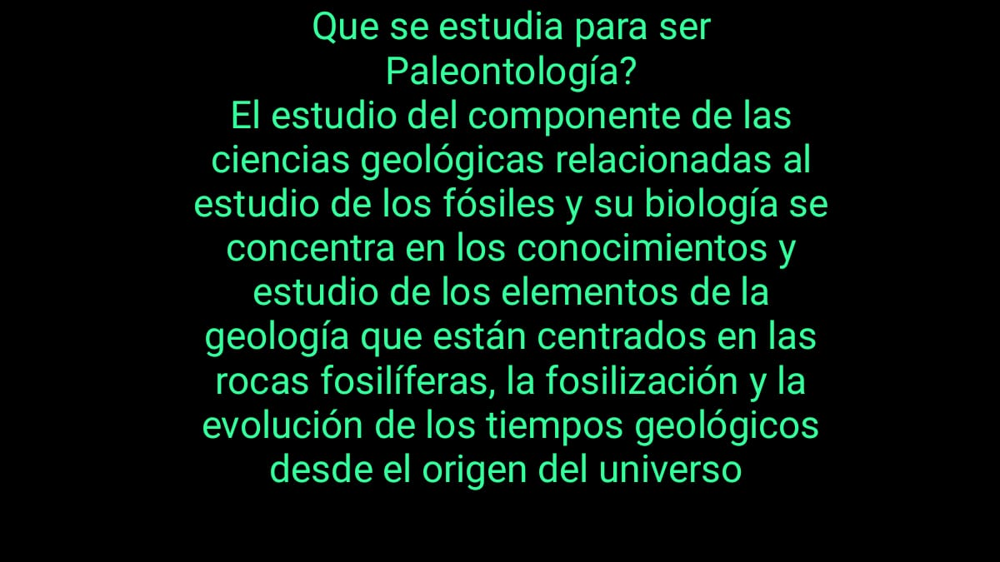 Que se estudia para ser
Paleontología?
El estudio del componente de las
ciencias geológicas relacionadas al
estudio de los fósiles y su biología se
concentra en los conocimientos y
estudio de los elementos de la
geología que están centrados en las
rocas fosilíferas, la fosilización y la
evolución de los tiempos geológicos
desde el origen del universo